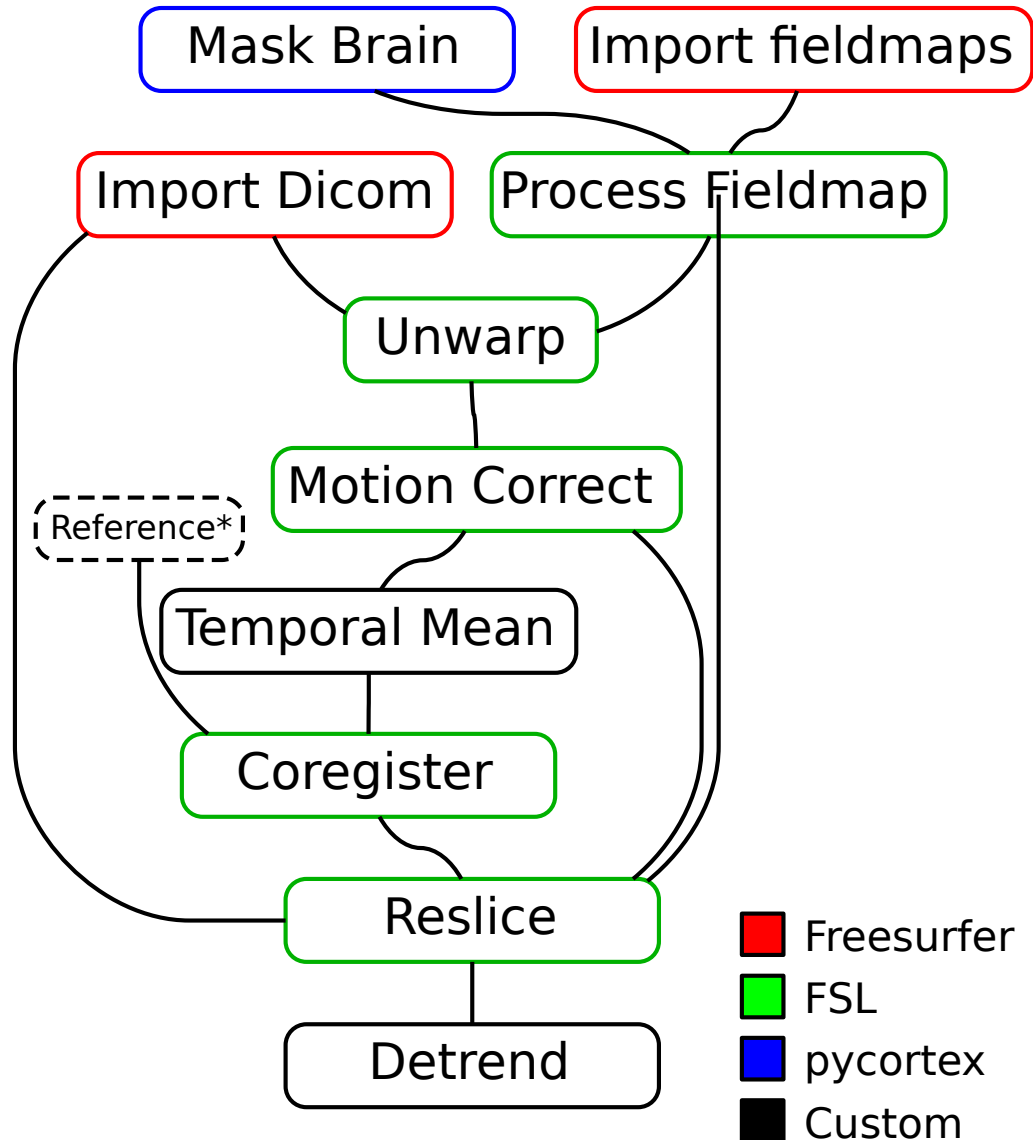 Mask Brain
Import fieldmaps
Import Dicom
Process Fieldmap
Unwarp
Motion Correct
Reference*
Temporal Mean
Coregister
Reslice
Detrend
Freesurfer
FSL
pycortex
Custom